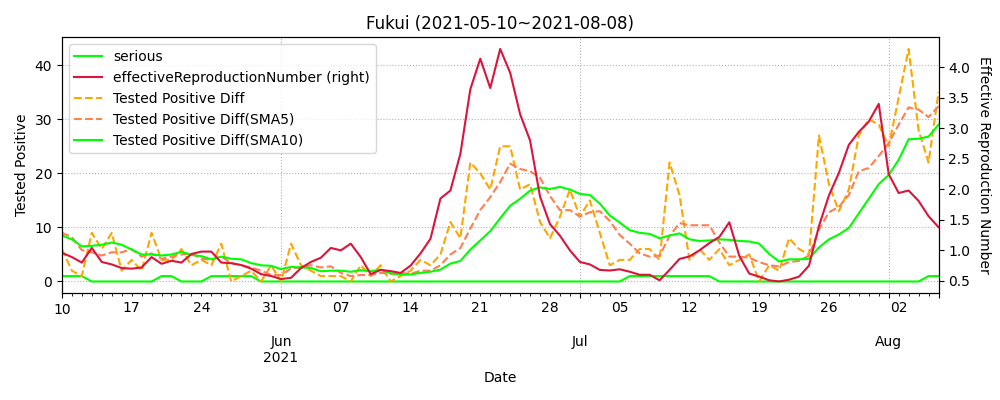 Fukui (2021-05-10~2021-08-08)
serious
effectiveReproductionNumber (right)
Tested Positive Diff
Tested Positive Diff(SMA5)
Tested Positive Diff(SMA10)
Tested Positive
40
30
20
10
0
4.0
3.5
3.0
2.5
2.0
1.5
1.0
0.5
Effective Reproduction Number
10 17 24 31 07 14 21 28 05 12 19 26 02
Jun Jul Aug
2021
Date